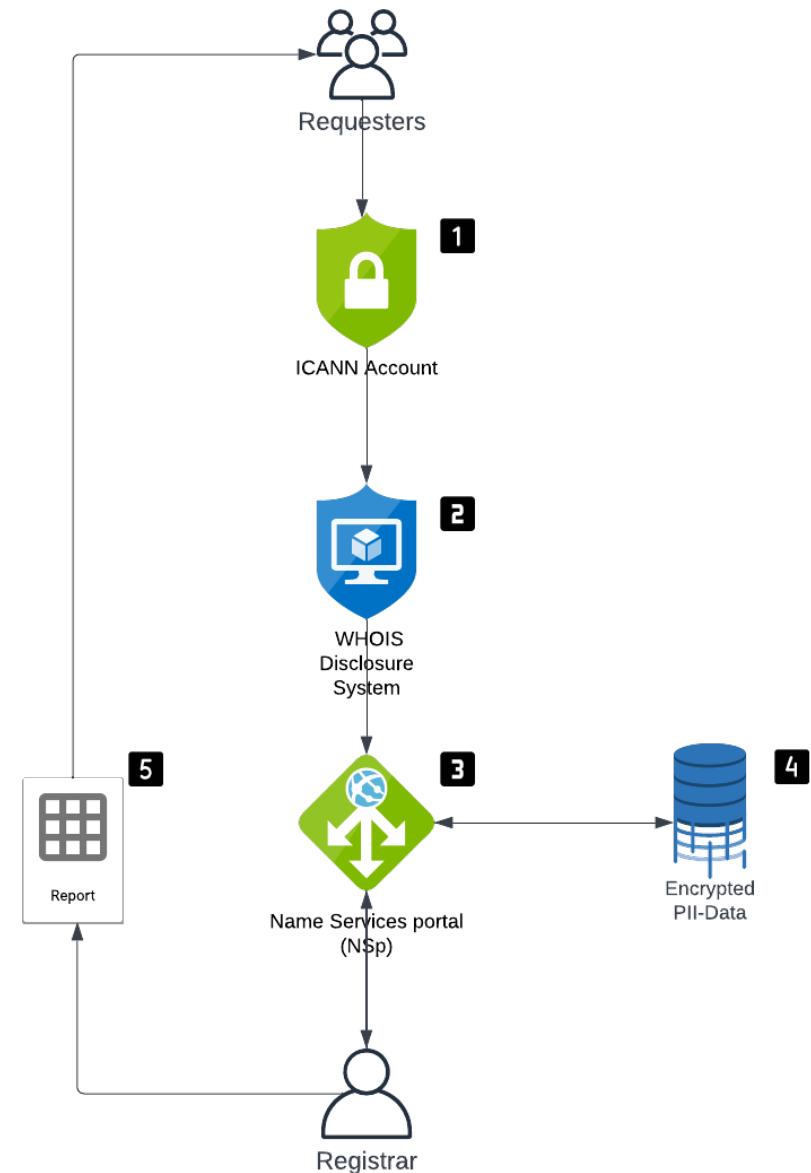 Requesters
1
ICANN Account
2
WHOIS
Disclosure
System
3
Name Services portal
(NSp)
4
Encrypted
PII-Data
5
Report
Registrar